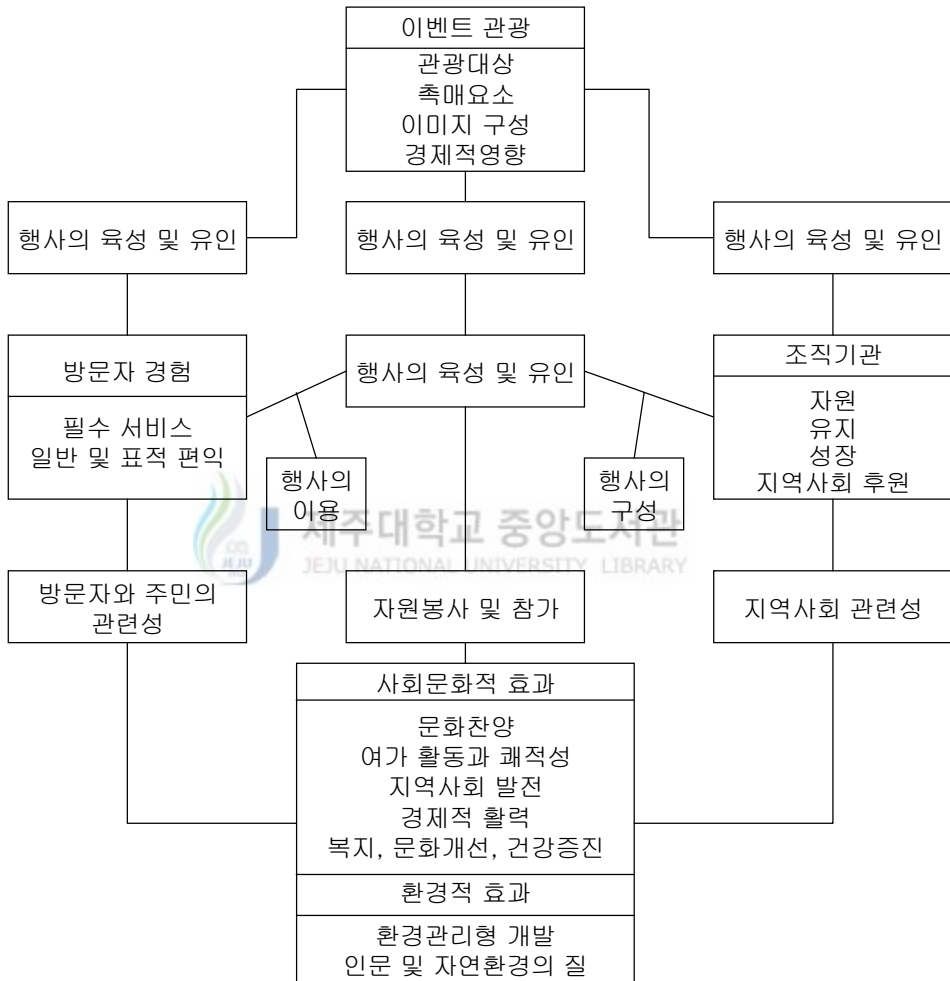 이벤트 관광
관광대상
촉매요소
이미지 구성
경제적영향
행사의 육성 및 유인
행사의 육성 및 유인
행사의 육성 및 유인
방문자 경험
필수 서비스
일반 및 표적 편익
행사의 육성 및 유인
조직기관
자원
유지
성장
지역사회 후원
행사의
이용
행사의
구성
제주대학교 중앙도서관
JEJU NATIONAL UNIVERSITY LIBRARY
JEJU
방문자와 주민의
관련성
자원봉사 및 참가
지역사회 관련성
사회문화적 효과
문화찬양
여가 활동과 쾌적성
지역사회 발전
경제적 활력
복지, 문화개선, 건강증진
환경적 효과
환경관리형 개발
인문 및 자연환경의 질